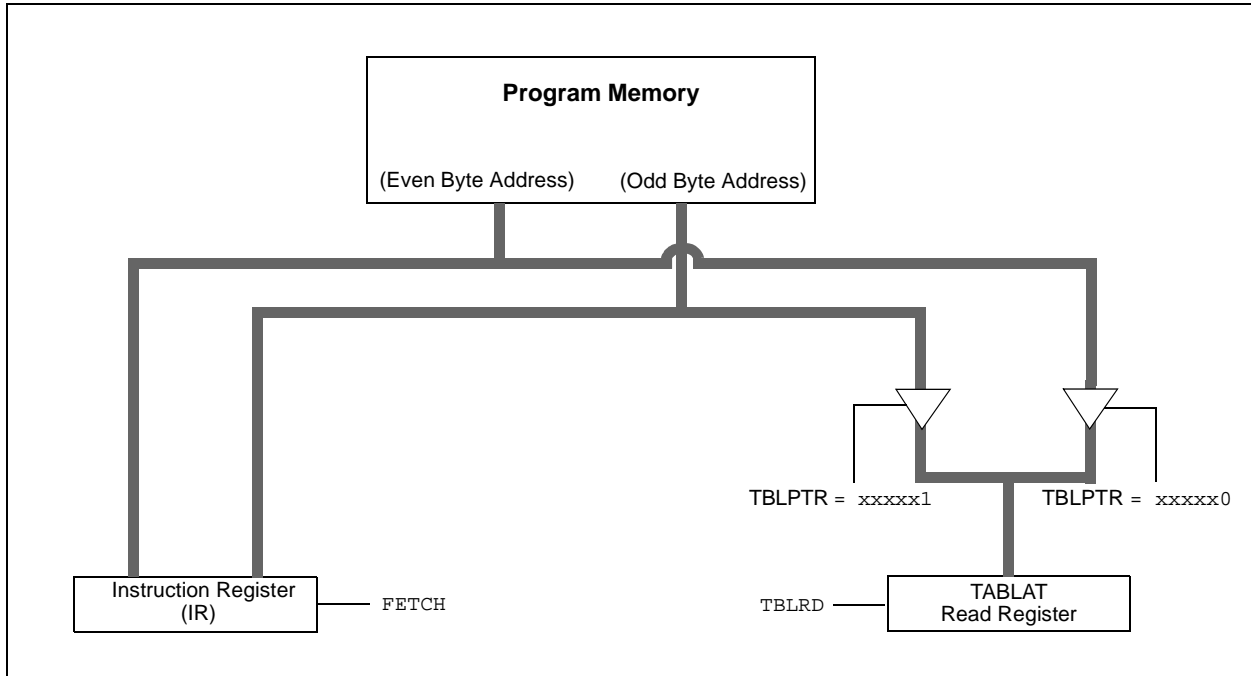 Program Memory
(Even Byte Address) (Odd Byte Address)
TBLPTR = xxxxx1 TBLPTR = xxxxx0
Instruction Register
(IR)
FETCH
TBLRD
TABLAT
Read Register